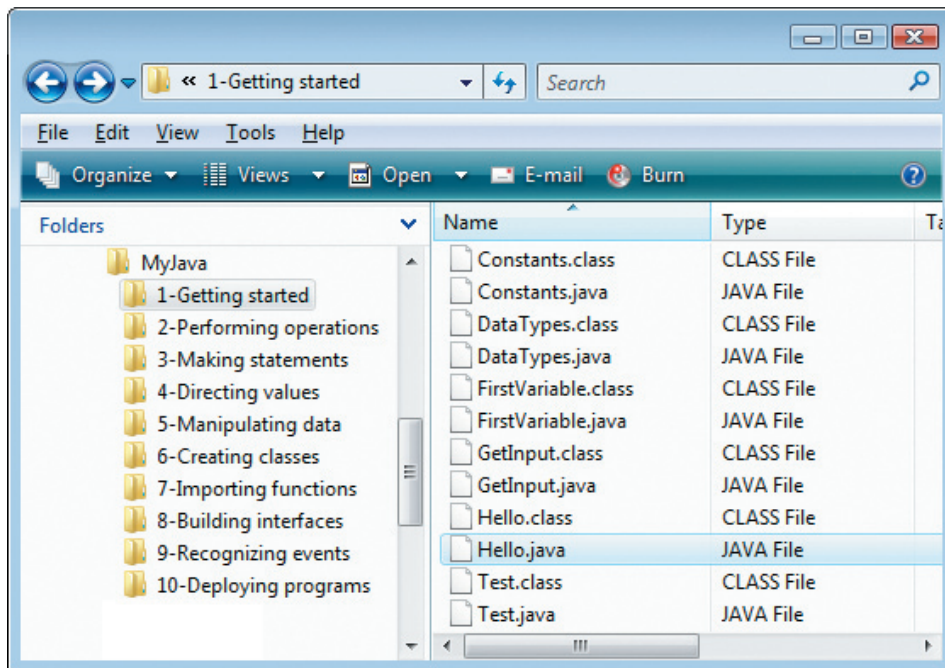 « 1-Getting started
Search
File Edit View Tools Help
Organize Views Open E-mail Burn
Folders
MyJava
1-Getting started
2-Performing operations
3-Making statements
4-Directing values
5-Manipulating data
6-Creating classes
7-Importing functions
8-Building interfaces
9-Recognizing events
10-Deploying programs
Name Type Ta
Constants.class CLASS File
Constants.java JAVA File
DataTypes.class CLASS File
DataTypes.java JAVA File
FirstVariable.class CLASS File
FirstVariable.java JAVA File
GetInput.class CLASS File
GetInput.java JAVA File
Hello.class CLASS File
Hello.java JAVA File
Test.class CLASS File
Test.java JAVA File